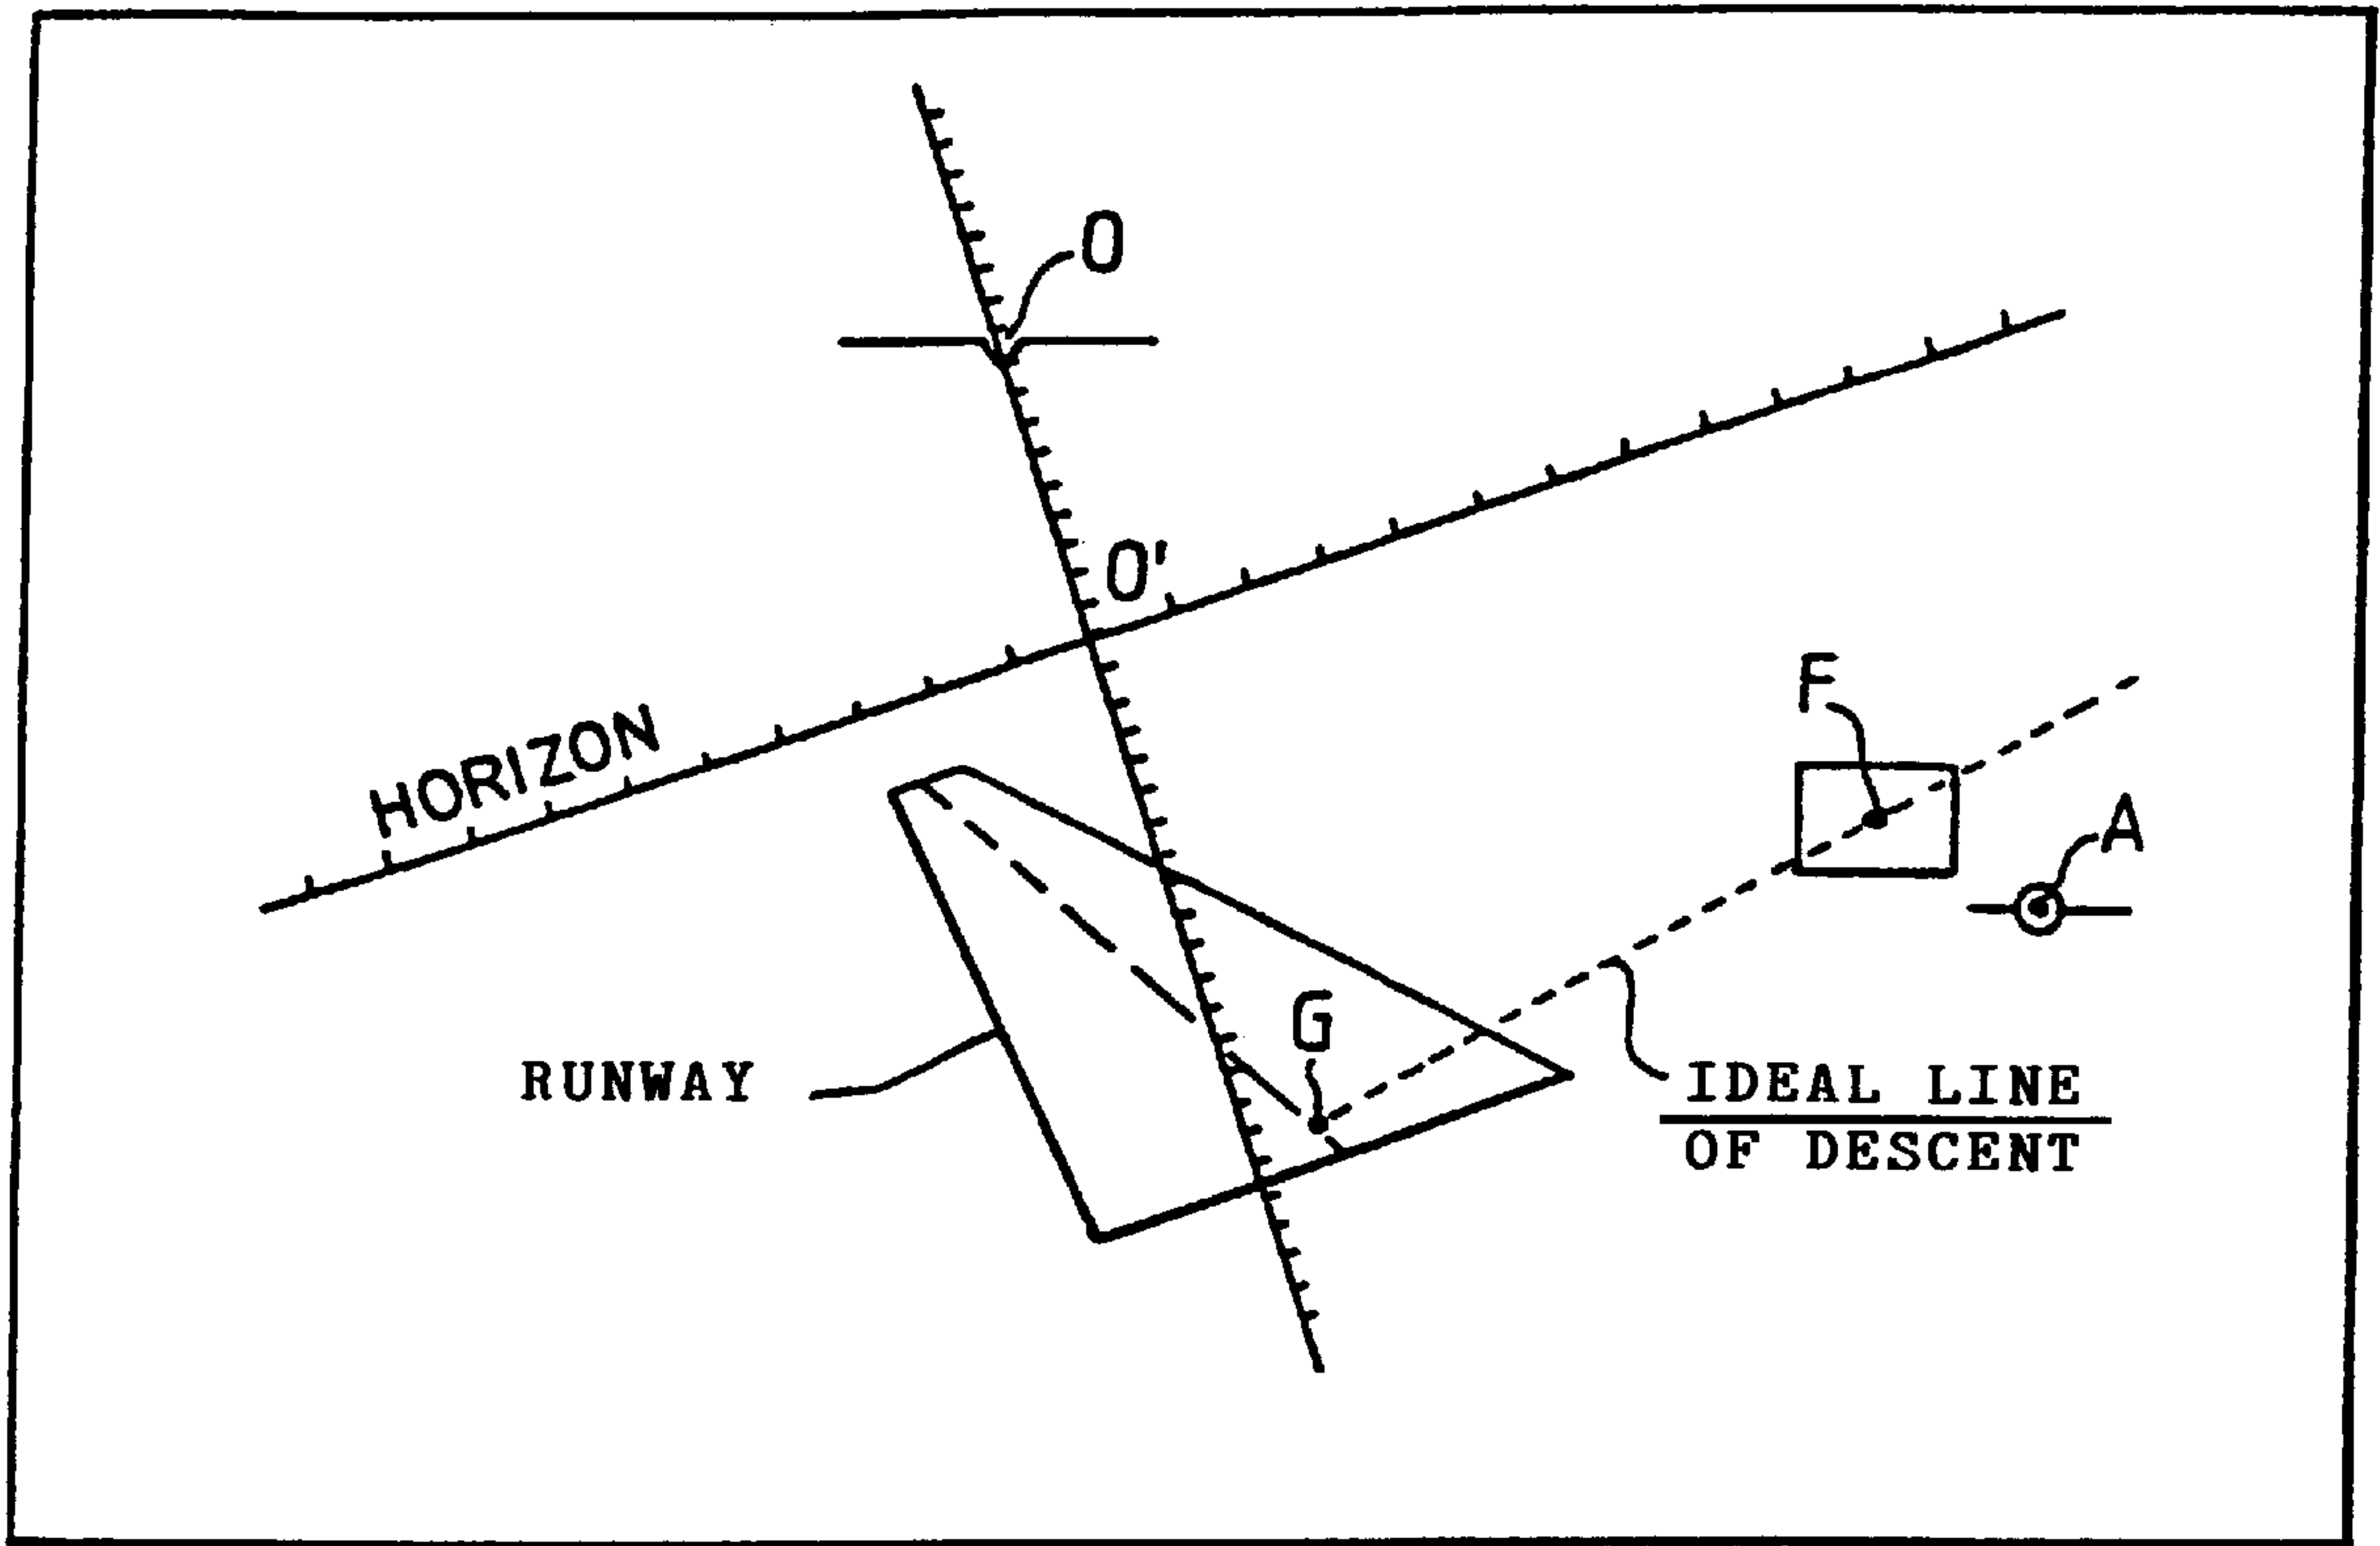 O
O'
HORIZON
F
A
G
RUNWAY
IDEAL LINE
OF DESCENT